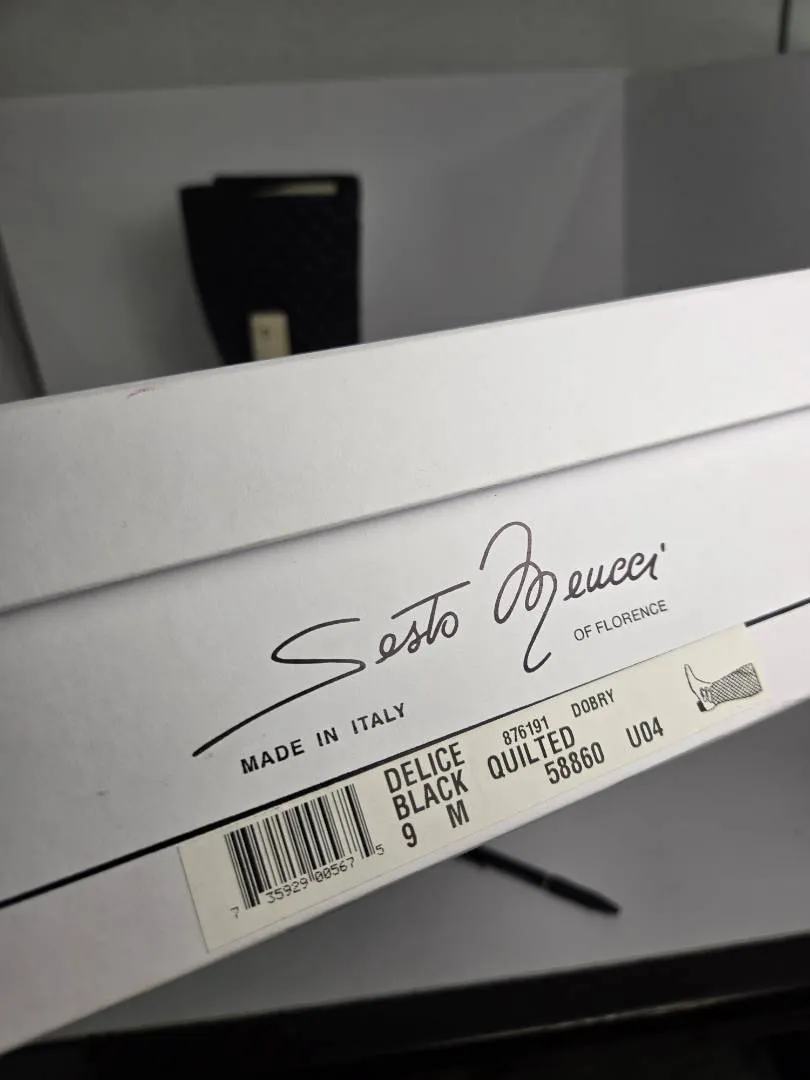 Sesto Meucci
OF FLORENCE
MADE IN ITALY
876191 DOBRY
DELICE QUILTED
BLACK 58860 U04
9 M
7 35929 00567 5